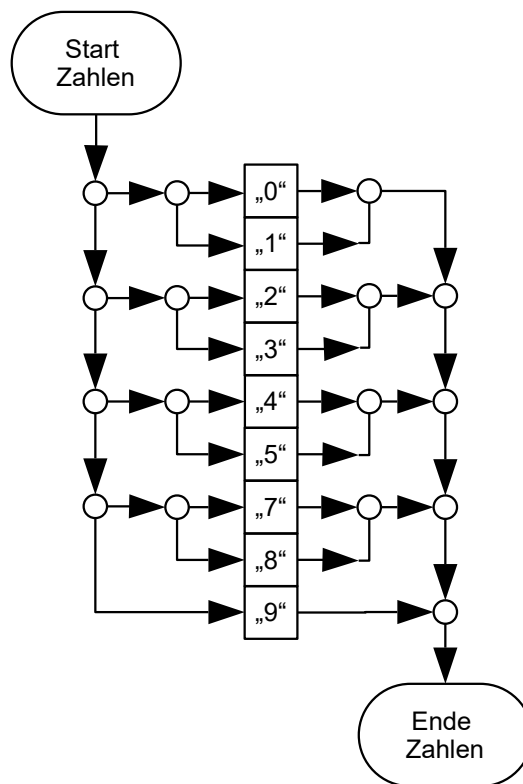 Start
Zahlen
„0“
„1“
„2“
„3“
„4“
„5“
„7“
„8“
„9“
Ende
Zahlen